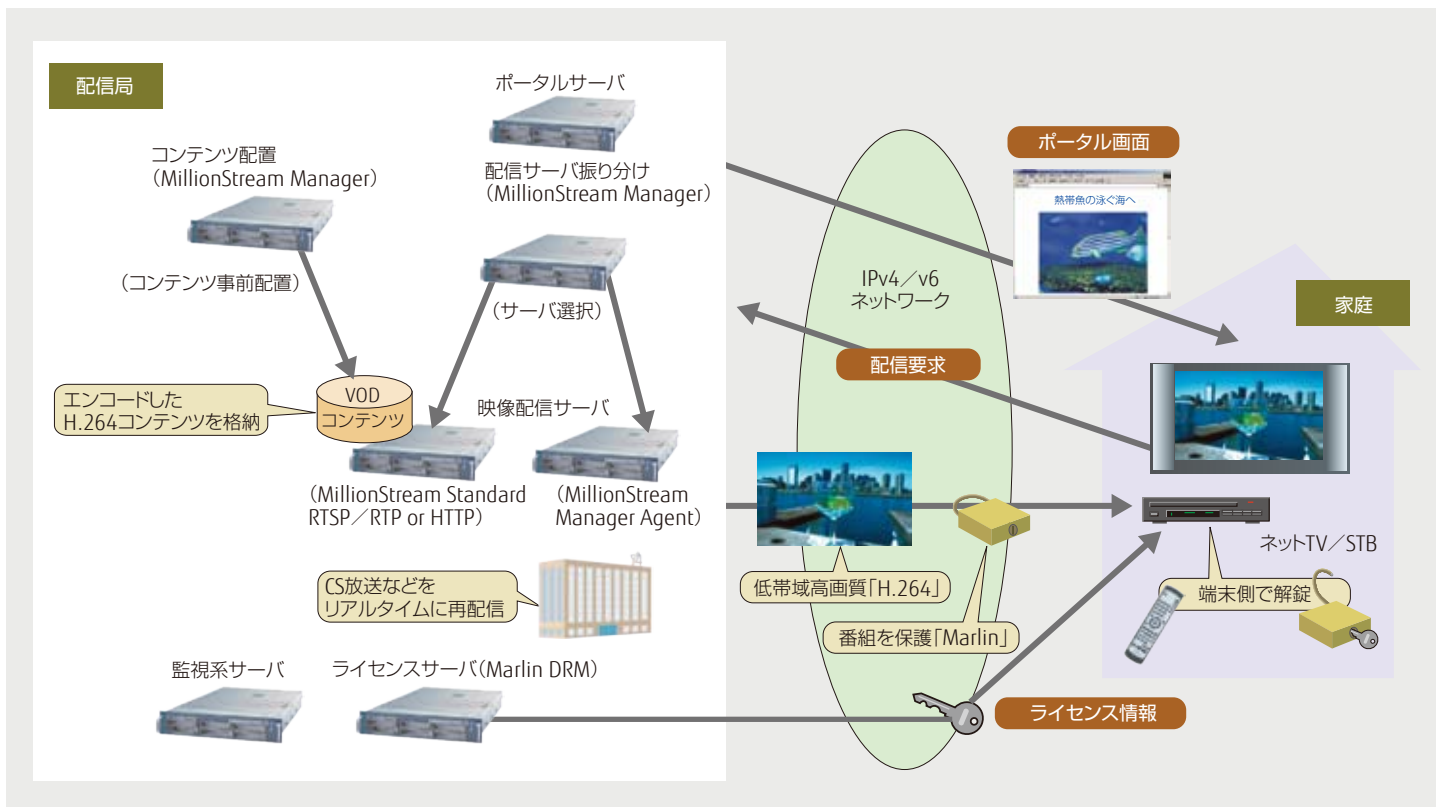 配信局
ポータルサーバ
コンテンツ配置
（MillionStream Manager）
配信サーバ振り分け
（MillionStream Manager）
（コンテンツ事前配置）
（サーバ選択）
エンコードした
H.264コンテンツを格納
VOD
コンテンツ
映像配信サーバ
（MillionStream Standard
RTSP／RTP or HTTP）
（MillionStream
Manager Agent）
CS放送などを
リアルタイムに再配信
監視系サーバ
ライセンスサーバ（Marlin DRM）
IPv4／v6
ネットワーク
ポータル画面
熱帯魚の泳ぐ海へ
配信要求
家庭
低帯域高画質「H.264」
番組を保護「Marlin」
ネットTV／STB
端末側で解錠
ライセンス情報